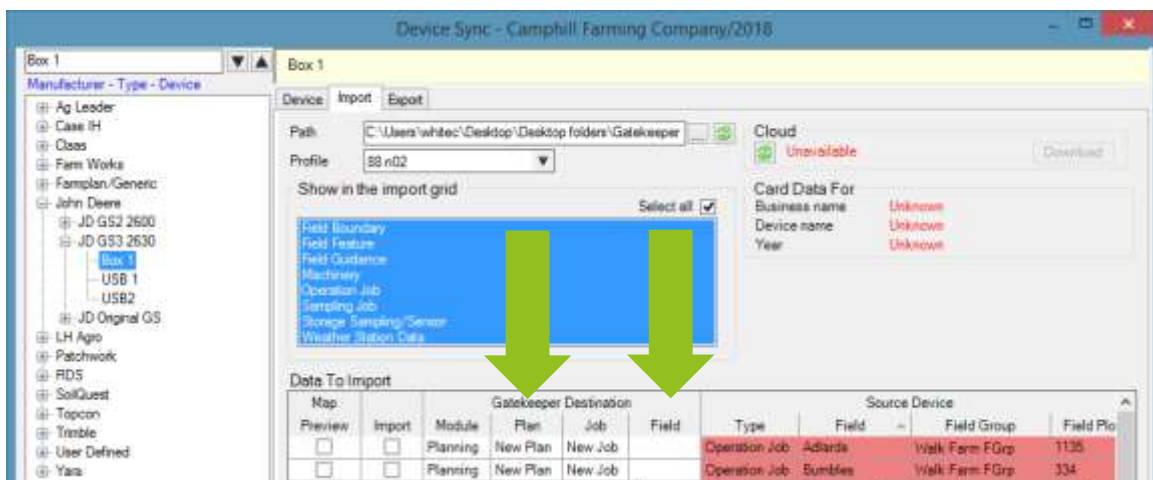 Device Sync - Camphill Farming Company/2018
Box 1
Manufacturer - Type - Device
Ag Leader
Case IH
Claas
Farm Works
Farmplan/Generic
John Deere
JD GS2 2600
JD GS3 2630
Box 1
USB 1
USB2
JD Original GS
LH Agro
Patchwork
RDS
SoilQuest
Topcon
Trimble
User Defined
Yara
Box 1
Device Import Export
Path C:\Users\whitec\Desktop\Desktop folders\Gatekeeper ...
Profile 88 n02
Cloud
Unavailable Download
Show in the import grid
Select all
Field Boundary
Field Feature
Field Guidance
Machinery
Operation Job
Sampling Job
Storage Sampling/Sensor
Weather Station Data
Card Data For
Business name Unknown
Device name Unknown
Year Unknown
Data To Import
Map Gatekeeper Destination Source Device
Preview Import Module Plan Job Field Type Field Field Group Field Plo
Planning New Plan New Job Operation Job Adlards Walk Farm FGrp 1135
Planning New Plan New Job Operation Job Bumbles Walk Farm FGrp 334